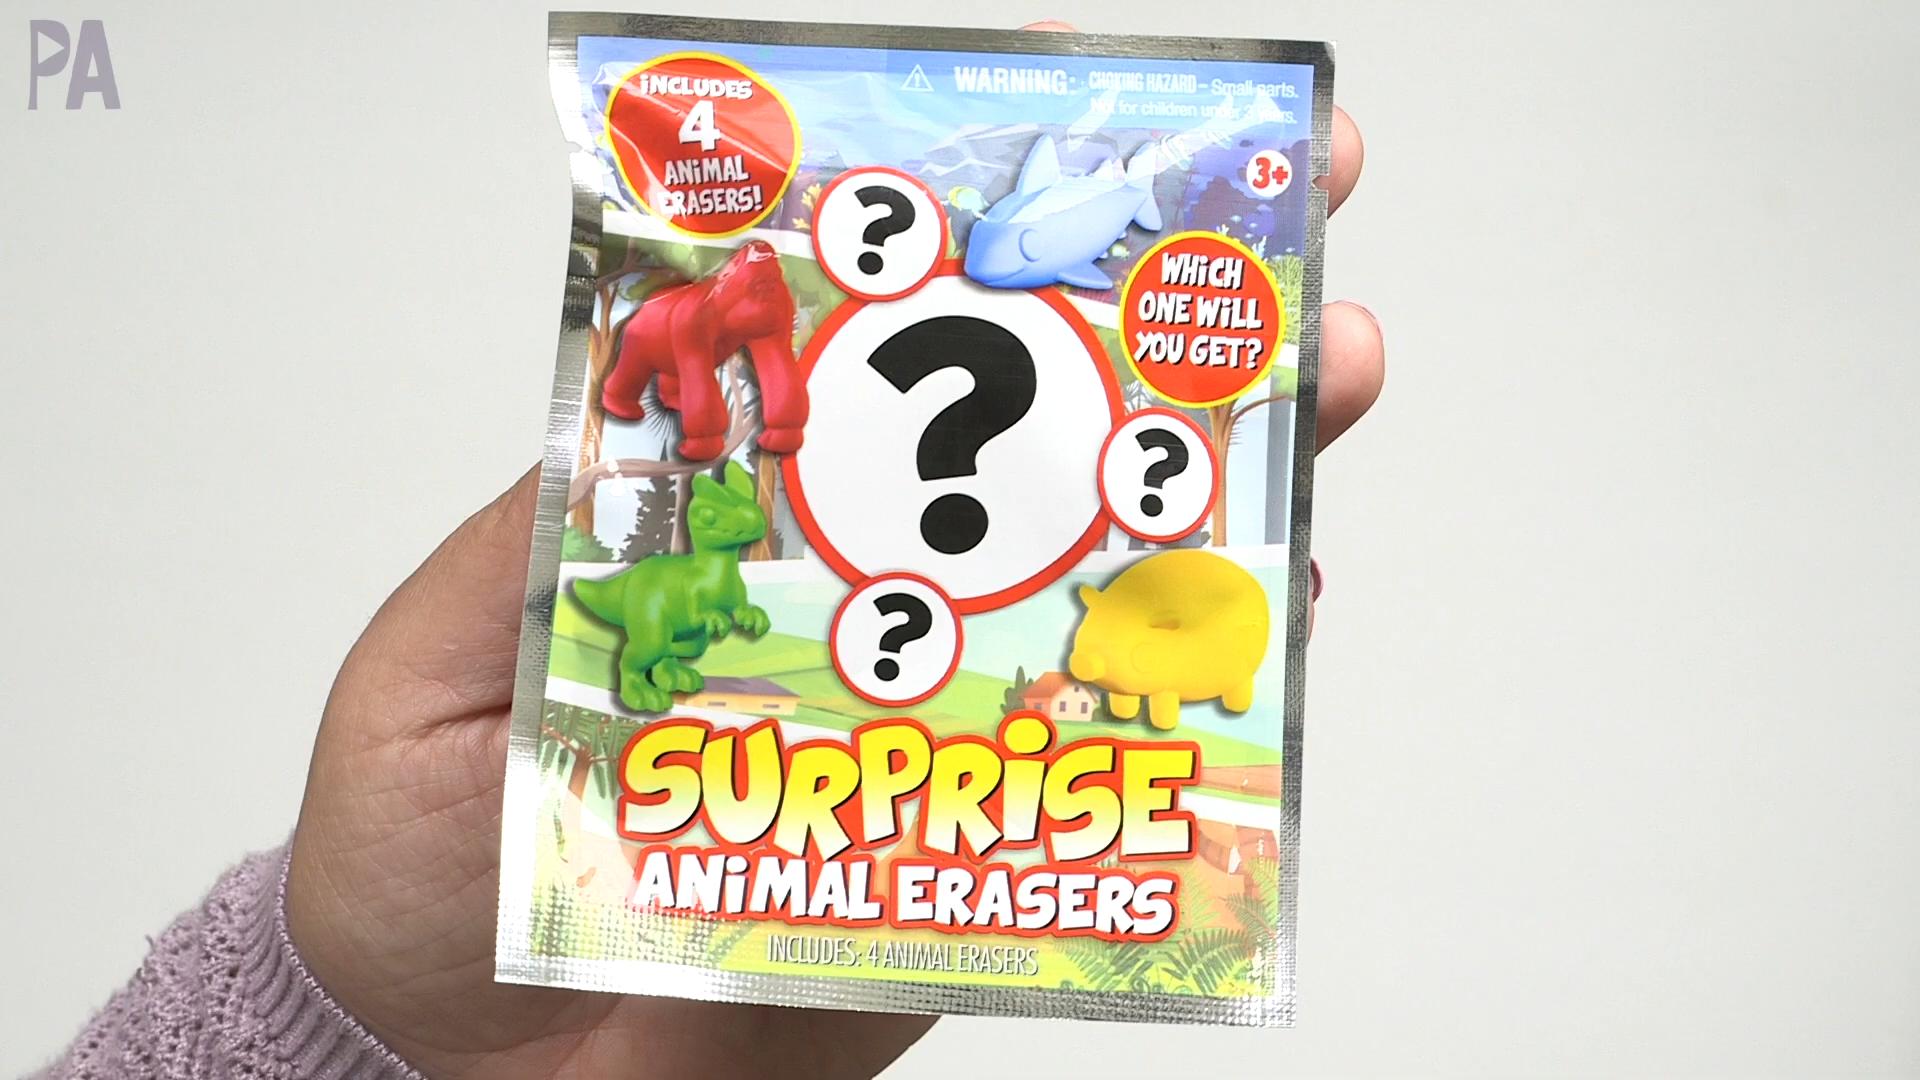 PA
INCLUDES
4
ANIMAL
ERASERS!
⚠ WARNING: CHOKING HAZARD – Small parts.
Not for children under 3 years.
3+
?
WHICH
ONE WILL
YOU GET?
?
?
?
SURPRISE
ANIMAL ERASERS
INCLUDES: 4 ANIMAL ERASERS